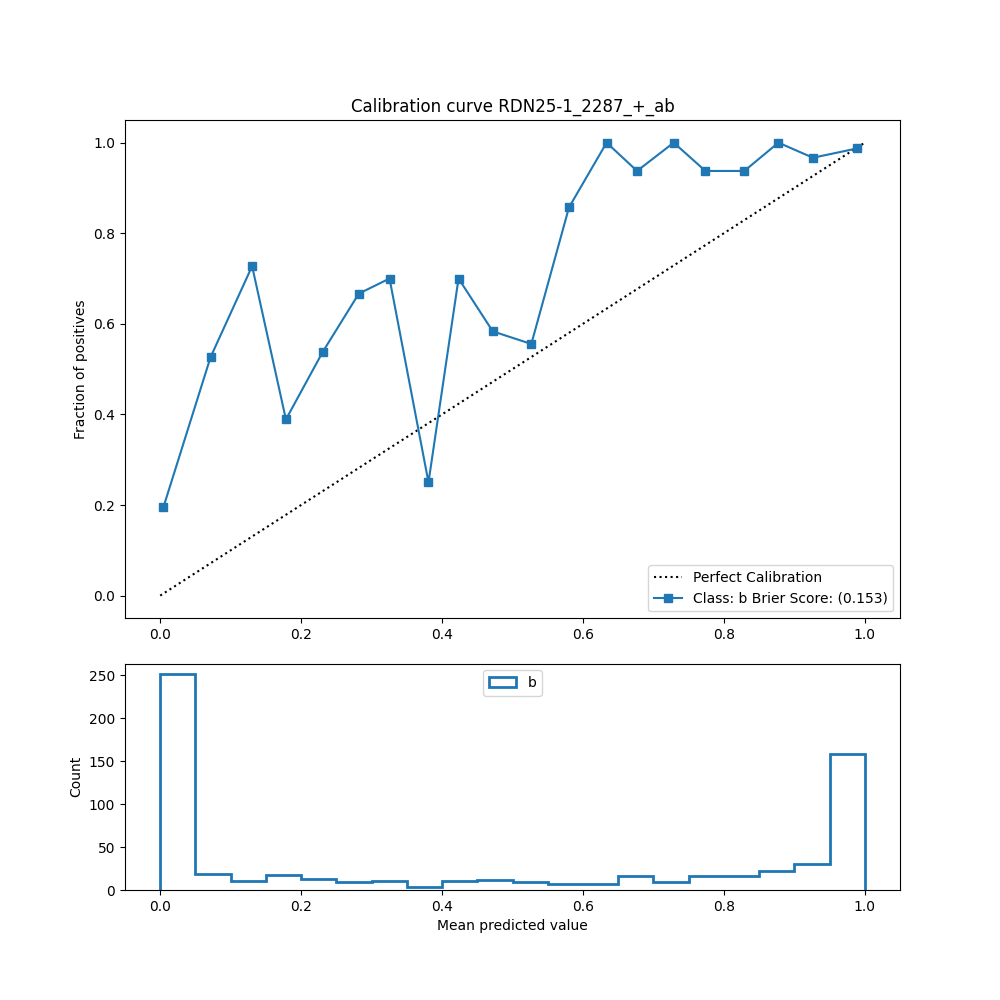 Calibration curve RDN25-1_2287_+_ab
Fraction of positives
1.0
0.8
0.6
0.4
0.2
0.0
0.0 0.2 0.4 0.6 0.8 1.0
Perfect Calibration
Class: b Brier Score: (0.153)
Count
250
200
150
100
50
0
b
0.0 0.2 0.4 0.6 0.8 1.0
Mean predicted value